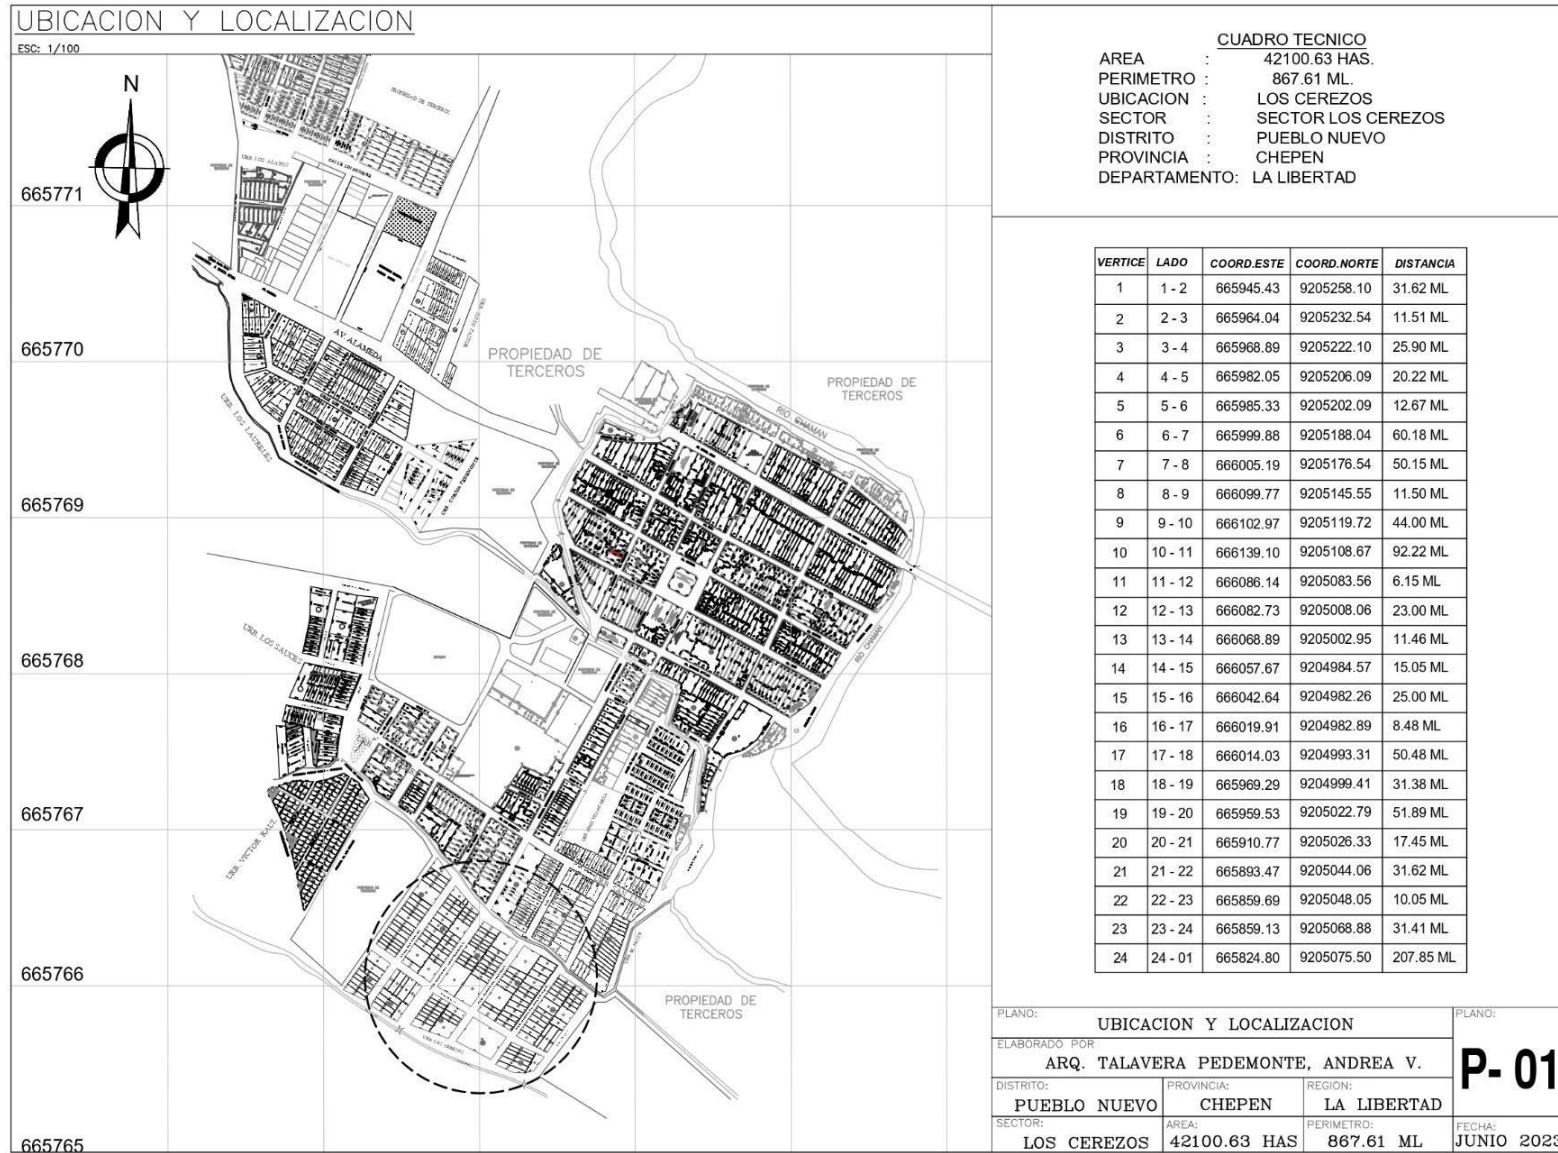 UBICACION Y LOCALIZACION
ESC: 1/100
N
665771
665770
665769
665768
665767
665766
665765
URB. LOS ALAMOS
AV. ALAMEDA
URB. LOS LAURELES
PROPIEDAD DE
TERCEROS
PROPIEDAD DE
TERCEROS
RIO CHAMAN
RIO CHAMAN
URB. LOS SAUCES
URB. VICTOR RAUL
PROPIEDAD DE
TERCEROS
CUADRO TECNICO
AREA : 42100.63 HAS.
PERIMETRO : 867.61 ML.
UBICACION : LOS CEREZOS
SECTOR : SECTOR LOS CEREZOS
DISTRITO : PUEBLO NUEVO
PROVINCIA : CHEPEN
DEPARTAMENTO: LA LIBERTAD
VERTICE LADO COORD.ESTE COORD.NORTE DISTANCIA
1 1 - 2 665945.43 9205258.10 31.62 ML
2 2 - 3 665964.04 9205232.54 11.51 ML
3 3 - 4 665968.89 9205222.10 25.90 ML
4 4 - 5 665982.05 9205206.09 20.22 ML
5 5 - 6 665985.33 9205202.09 12.67 ML
6 6 - 7 665999.88 9205188.04 60.18 ML
7 7 - 8 666005.19 9205176.54 50.15 ML
8 8 - 9 666099.77 9205145.55 11.50 ML
9 9 - 10 666102.97 9205119.72 44.00 ML
10 10 - 11 666139.10 9205108.67 92.22 ML
11 11 - 12 666086.14 9205083.56 6.15 ML
12 12 - 13 666082.73 9205008.06 23.00 ML
13 13 - 14 666068.89 9205002.95 11.46 ML
14 14 - 15 666057.67 9204984.57 15.05 ML
15 15 - 16 666042.64 9204982.26 25.00 ML
16 16 - 17 666019.91 9204982.89 8.48 ML
17 17 - 18 666014.03 9204993.31 50.48 ML
18 18 - 19 665969.29 9204999.41 31.38 ML
19 19 - 20 665959.53 9205022.79 51.89 ML
20 20 - 21 665910.77 9205026.33 17.45 ML
21 21 - 22 665893.47 9205044.06 31.62 ML
22 22 - 23 665859.69 9205048.05 10.05 ML
23 23 - 24 665859.13 9205068.88 31.41 ML
24 24 - 01 665824.80 9205075.50 207.85 ML
PLANO:
UBICACION Y LOCALIZACION
PLANO:
P- 01
ELABORADO POR
ARQ. TALAVERA PEDEMONTE, ANDREA V.
DISTRITO: PROVINCIA: REGION:
PUEBLO NUEVO CHEPEN LA LIBERTAD
SECTOR: AREA: PERIMETRO: FECHA:
LOS CEREZOS 42100.63 HAS 867.61 ML JUNIO 2023